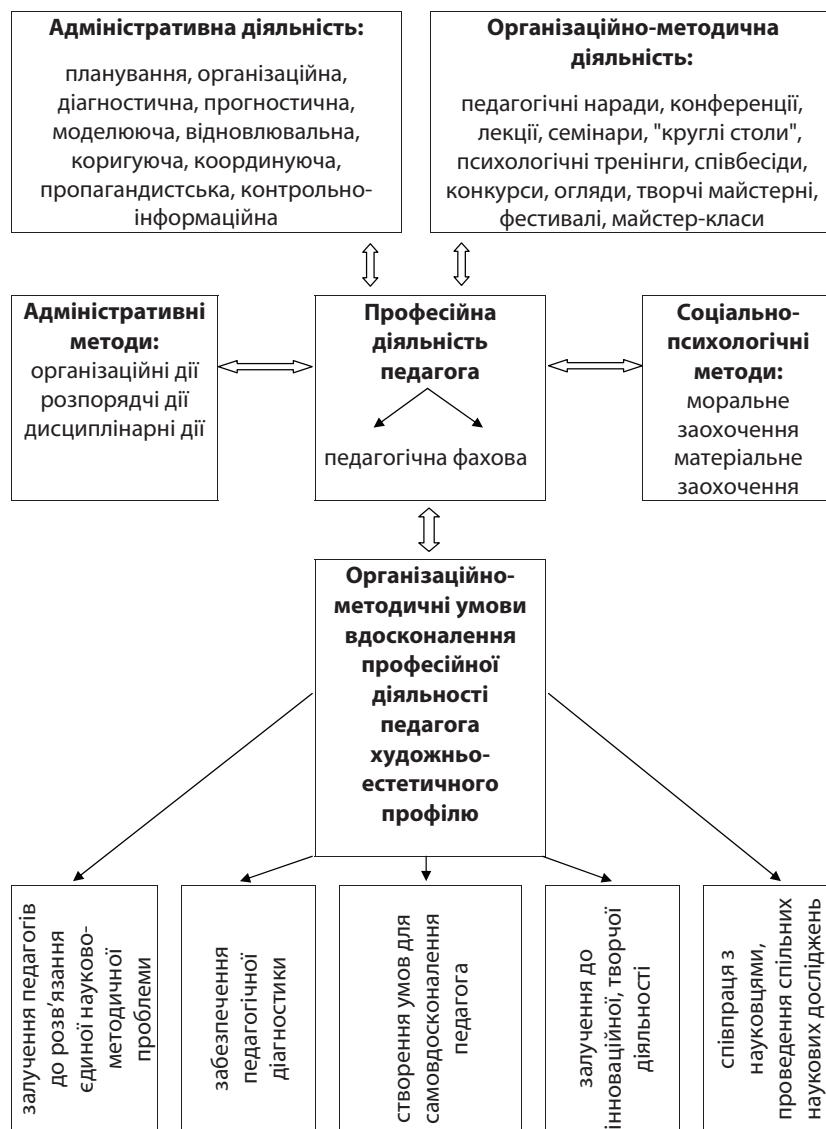 Адміністративна діяльність:
планування, організаційна,
діагностична, прогностична,
моделююча, відновлювальна,
коригуюча, координуюча,
пропагандистська, контрольно-
інформаційна
Організаційно-методична
діяльність:
педагогічні наради, конференції,
лекції, семінари, "круглі столи",
психологічні тренінги, співбесіди,
конкурси, огляди, творчі майстерні,
фестивалі, майстер-класи
Адміністративні
методи:
організаційні дії
розпорядчі дії
дисциплінарні дії
Професійна
діяльність
педагога
педагогічна фахова
Соціально-
психологічні
методи:
моральне
заохочення
матеріальне
заохочення
Організаційно-
методичні умови
вдосконалення
професійної
діяльності
педагога
художньо-
естетичного
профілю
залучення педагогів
до розв’язання
єдиної науково-
методичної
проблеми
забезпечення
педагогічної
діагностики
створення умов для
самовдосконалення
педагога
залучення до
інноваційної, творчої
діяльності
співпраця з
науковцями,
проведення спільних
наукових досліджень